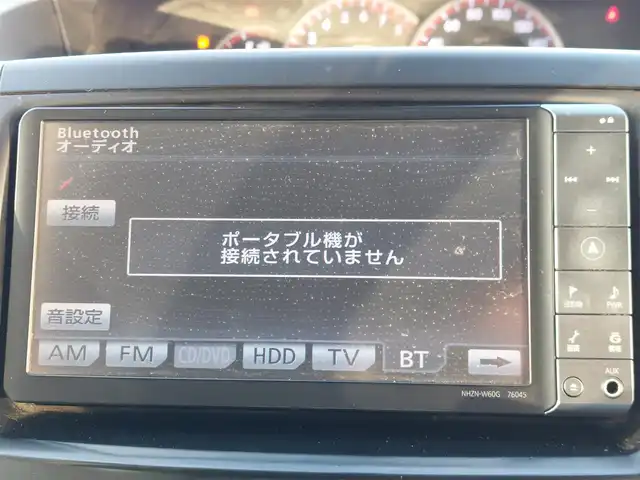 Bluetooth
オーディオ
接続
ポータブル機が
接続されていません
音設定
AM FM CD/DVD HDD TV BT
NHZN-W60G 76045
AUX